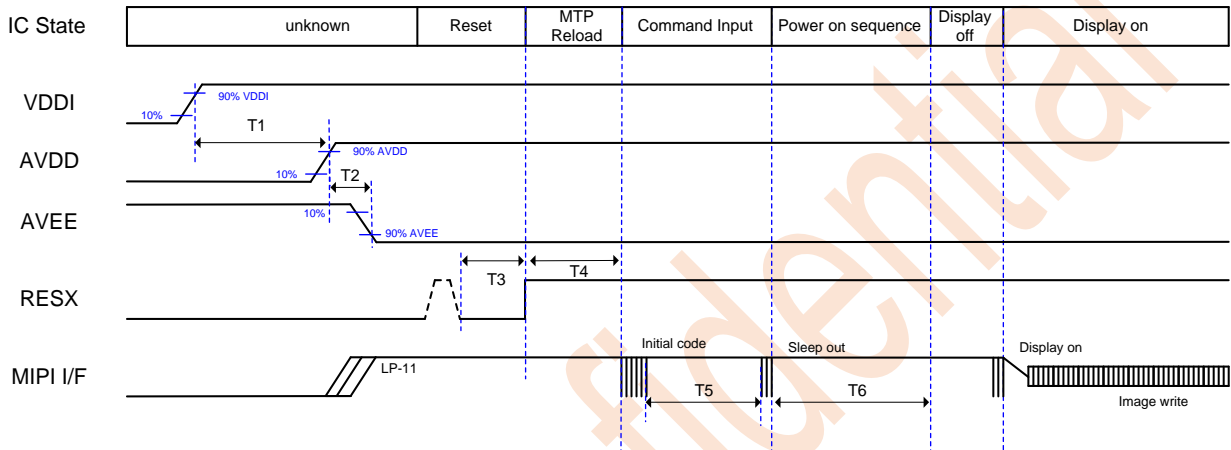 IC State
unknown
Reset
MTP
Reload
Command Input
Power on sequence
Display
off
Display on
VDDI
10%
90% VDDI
T1
AVDD
10%
90% AVDD
T2
AVEE
10%
90% AVEE
RESX
T3
T4
MIPI I/F
LP-11
Initial code
T5
Sleep out
T6
Display on
Image write
fidential